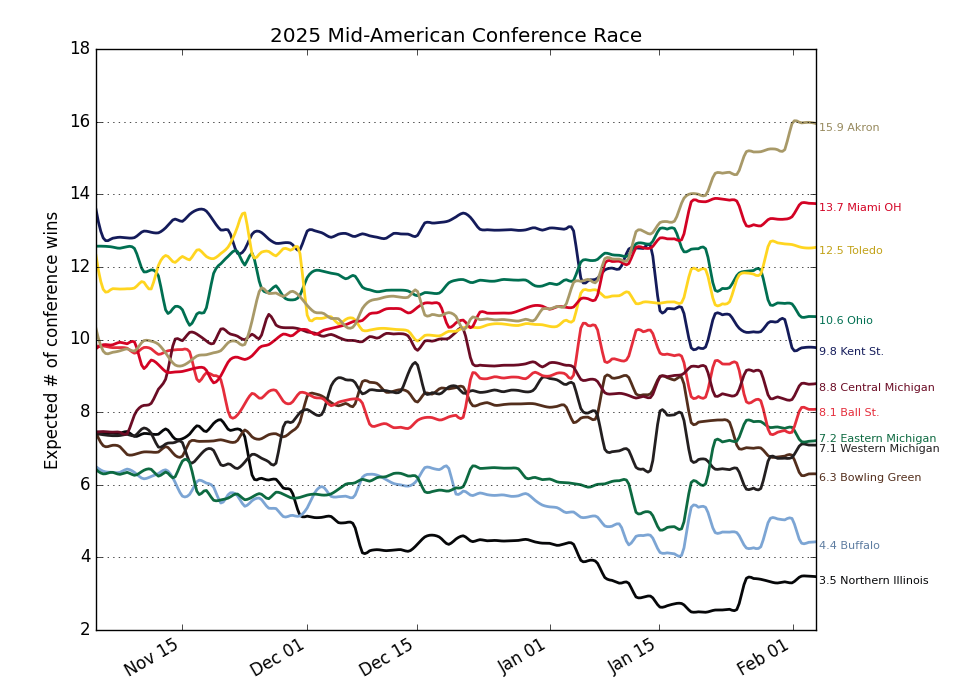 2025 Mid-American Conference Race
Expected # of conference wins
18
16
14
12
10
8
6
4
2
Nov 15
Dec 01
Dec 15
Jan 01
Jan 15
Feb 01
15.9 Akron
13.7 Miami OH
12.5 Toledo
10.6 Ohio
9.8 Kent St.
8.8 Central Michigan
8.1 Ball St.
7.2 Eastern Michigan
7.1 Western Michigan
6.3 Bowling Green
4.4 Buffalo
3.5 Northern Illinois